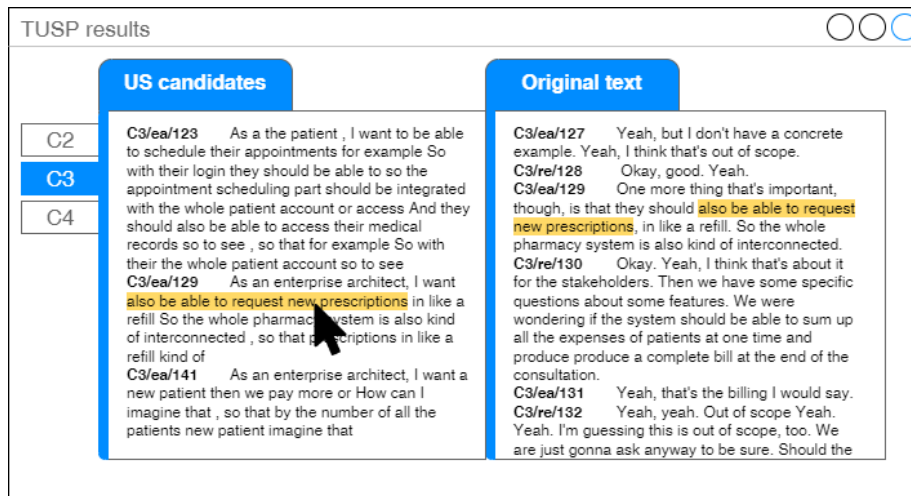 TUSP results
US candidates
Original text
C2
C3
C4
C3/ea/123 As a the patient , I want to be able
to schedule their appointments for example So
with their login they should be able to so the
appointment scheduling part should be integrated
with the whole patient account or access And they
should also be able to access their medical
records so to see , so that for example So with
their the whole patient account so to see
C3/ea/129 As an enterprise architect, I want
also be able to request new prescriptions in like a
refill So the whole pharmacy system is also kind
of interconnected , so that prescriptions in like a
refill kind of
C3/ea/141 As an enterprise architect, I want a
new patient then we pay more or How can I
imagine that , so that by the number of all the
patients new patient imagine that
C3/ea/127 Yeah, but I don't have a concrete
example. Yeah, I think that's out of scope.
C3/re/128 Okay, good. Yeah.
C3/ea/129 One more thing that's important,
though, is that they should also be able to request
new prescriptions, in like a refill. So the whole
pharmacy system is also kind of interconnected.
C3/re/130 Okay. Yeah, I think that's about it
for the stakeholders. Then we have some specific
questions about some features. We were
wondering if the system should be able to sum up
all the expenses of patients at one time and
produce produce a complete bill at the end of the
consultation.
C3/ea/131 Yeah, that's the billing I would say.
C3/re/132 Yeah, yeah. Out of scope Yeah.
Yeah. I'm guessing this is out of scope, too. We
are just gonna ask anyway to be sure. Should the